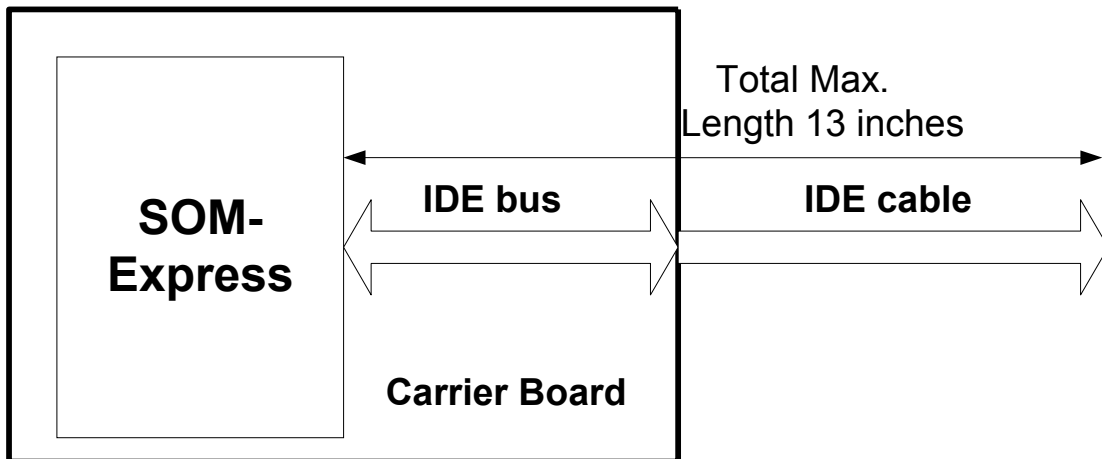 Total Max.
Length 13 inches
IDE bus
IDE cable
SOM-
Express
Carrier Board